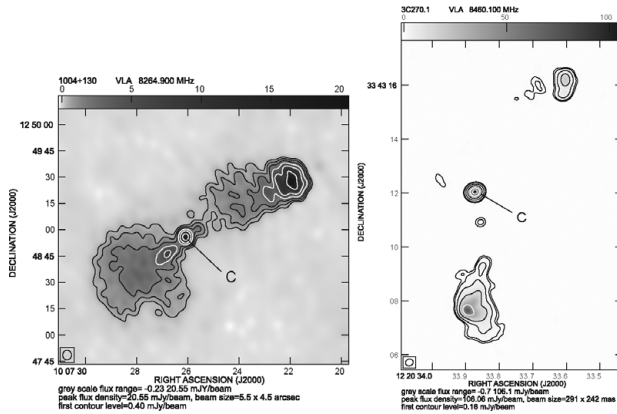 1004+130 VLA 8264.900 MHz
0 5 10 15 20
12 50 00
49 45
30
15
00
48 45
30
15
00
47 45
DECLINATION (J2000)
C
10 07 30 28 26 24 22 20
RIGHT ASCENSION (J2000)
grey scale flux range= -0.23 20.55 mJY/beam
peak flux density=20.55 mJY/beam, beam size=5.5 x 4.5 arcsec
first contour level=0.40 mJY/beam
3C270.1 VLA 8460.100 MHz
0 50 100
33 43 16
14
12
10
08
06
DECLINATION (J2000)
C
12 20 34.0 33.9 33.8 33.7 33.6 33.5
RIGHT ASCENSION (J2000)
grey scale flux range= -0.7 106.1 mJY/beam
peak flux density=106.06 mJY/beam, beam size=291 x 242 mas
first contour level=0.16 mJY/beam